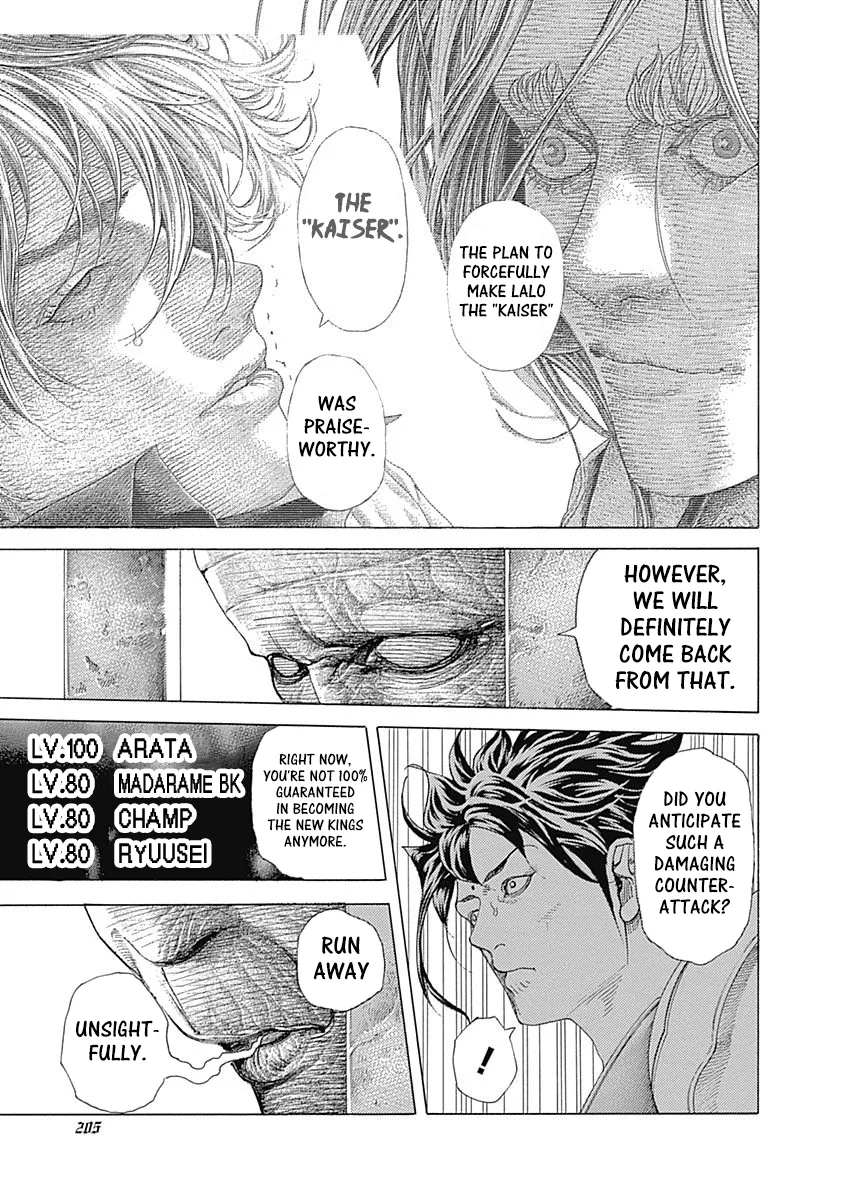 THE PLAN TO
FORCEFULLY
MAKE LALO
THE "KAISER"
THE
"KAISER".
WAS
PRAISE-
WORTHY.
HOWEVER,
WE WILL
DEFINITELY
COME BACK
FROM THAT.
DID YOU
ANTICIPATE
SUCH A
DAMAGING
COUNTER-
ATTACK?
!
RIGHT NOW,
YOU'RE NOT 100%
GUARANTEED
IN BECOMING
THE NEW KINGS
ANYMORE.
LV.100 ARATA
LV.80 MADARAME BK
LV.80 CHAMP
LV.80 RYUUSEI
RUN
AWAY
UNSIGHT-
FULLY.
205